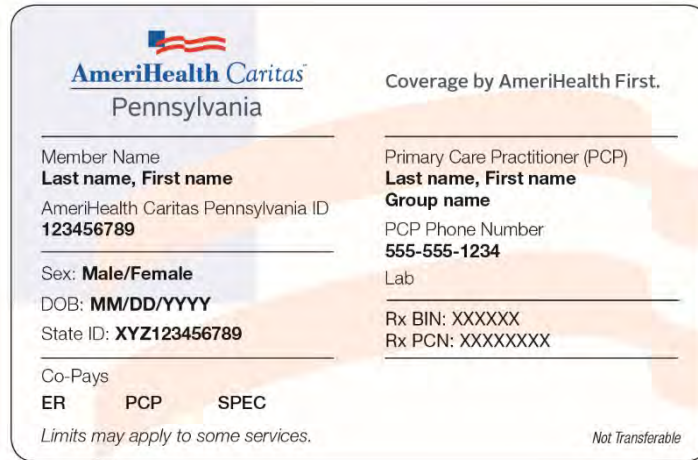 AmeriHealth Caritas
Pennsylvania
Coverage by AmeriHealth First.
Member Name
Last name, First name
AmeriHealth Caritas Pennsylvania ID
123456789
Sex: Male/Female
DOB: MM/DD/YYYY
State ID: XYZ123456789
Co-Pays
ER PCP SPEC
Limits may apply to some services.
Primary Care Practitioner (PCP)
Last name, First name
Group name
PCP Phone Number
555-555-1234
Lab
Rx BIN: XXXXXX
Rx PCN: XXXXXXXX
Not Transferable